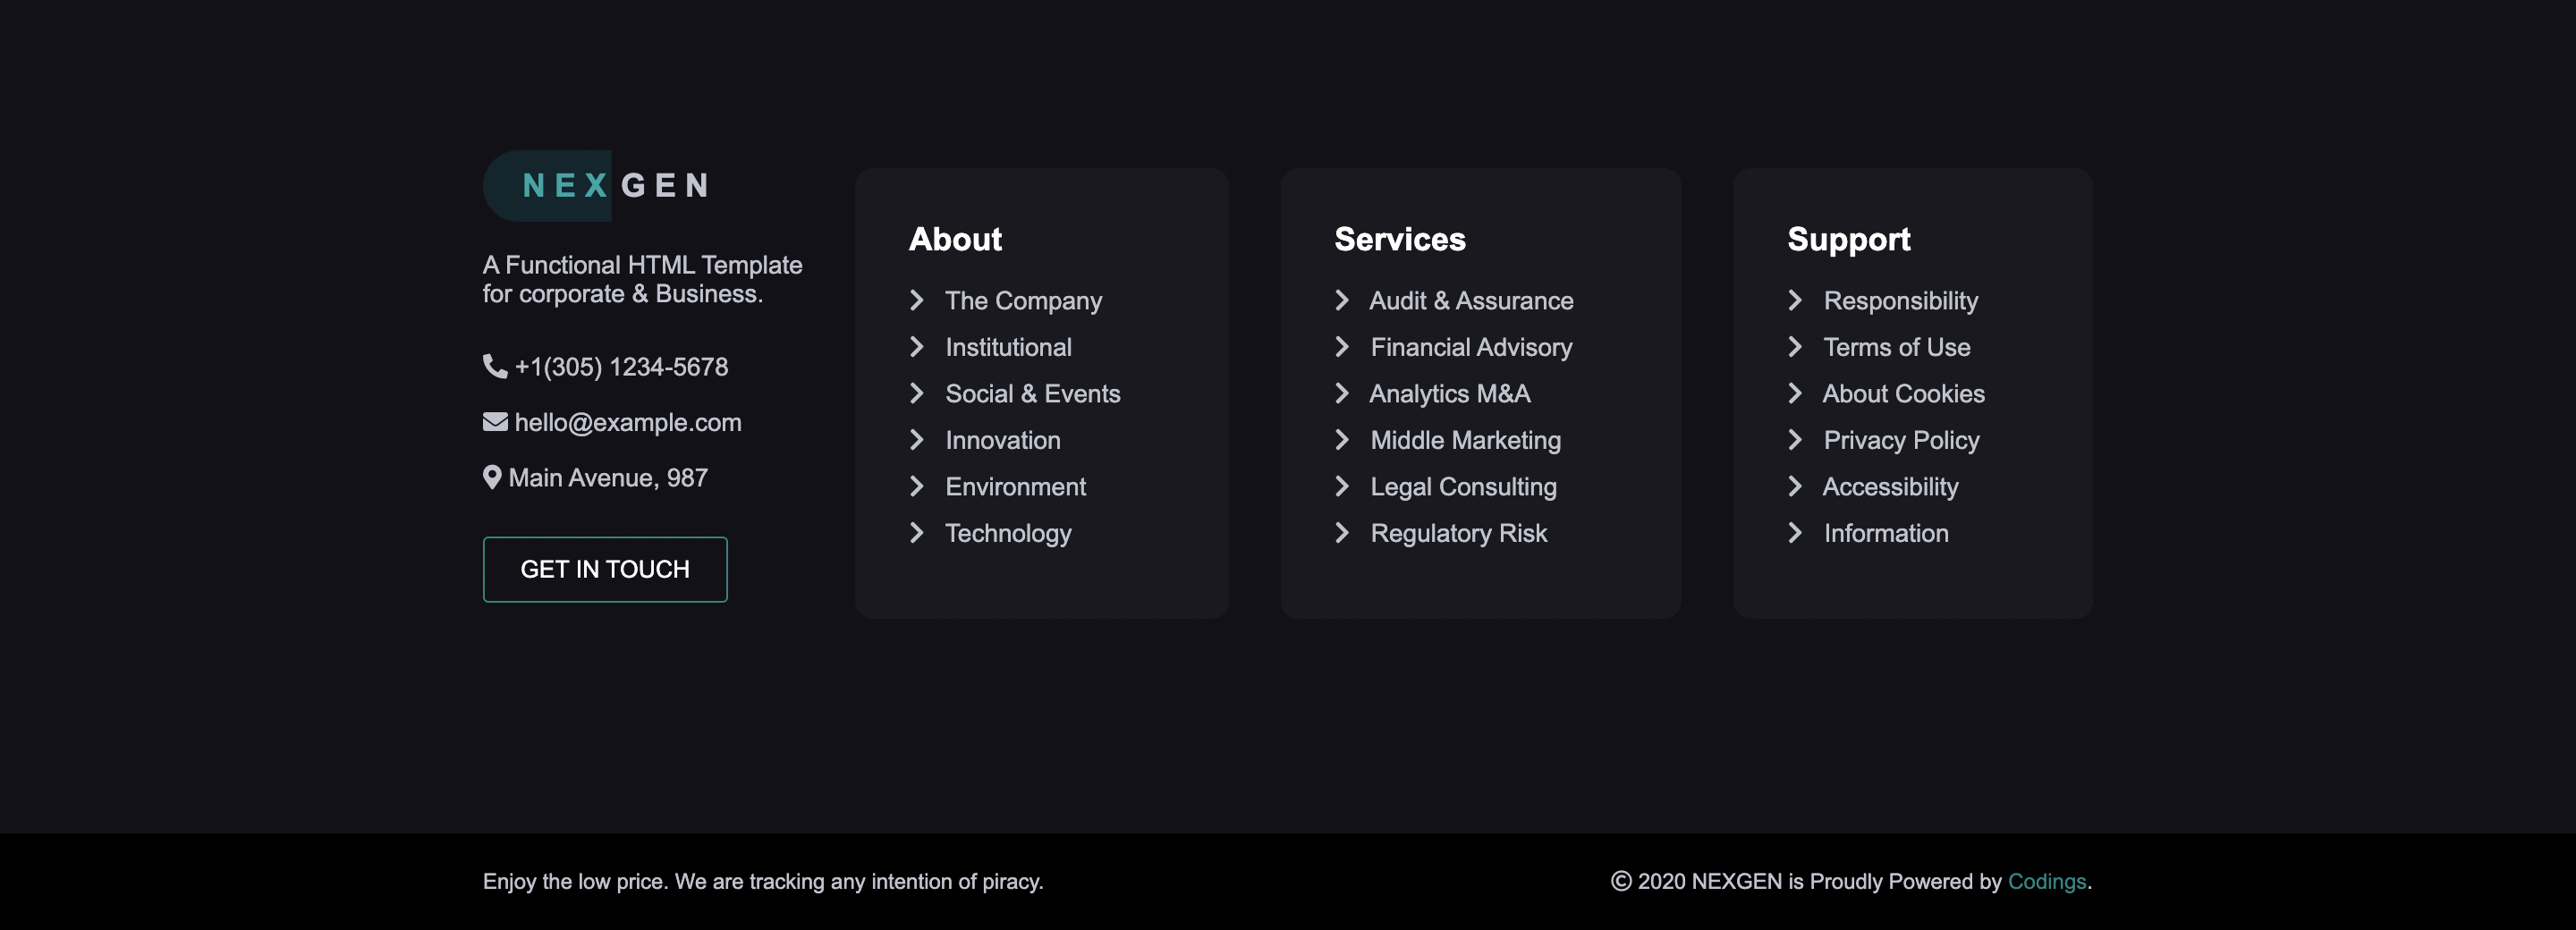 NEXGEN
A Functional HTML Template
for corporate & Business.
+1(305) 1234-5678
hello@example.com
Main Avenue, 987
GET IN TOUCH
About
The Company
Institutional
Social & Events
Innovation
Environment
Technology
Services
Audit & Assurance
Financial Advisory
Analytics M&A
Middle Marketing
Legal Consulting
Regulatory Risk
Support
Responsibility
Terms of Use
About Cookies
Privacy Policy
Accessibility
Information
Enjoy the low price. We are tracking any intention of piracy.
© 2020 NEXGEN is Proudly Powered by Codings.